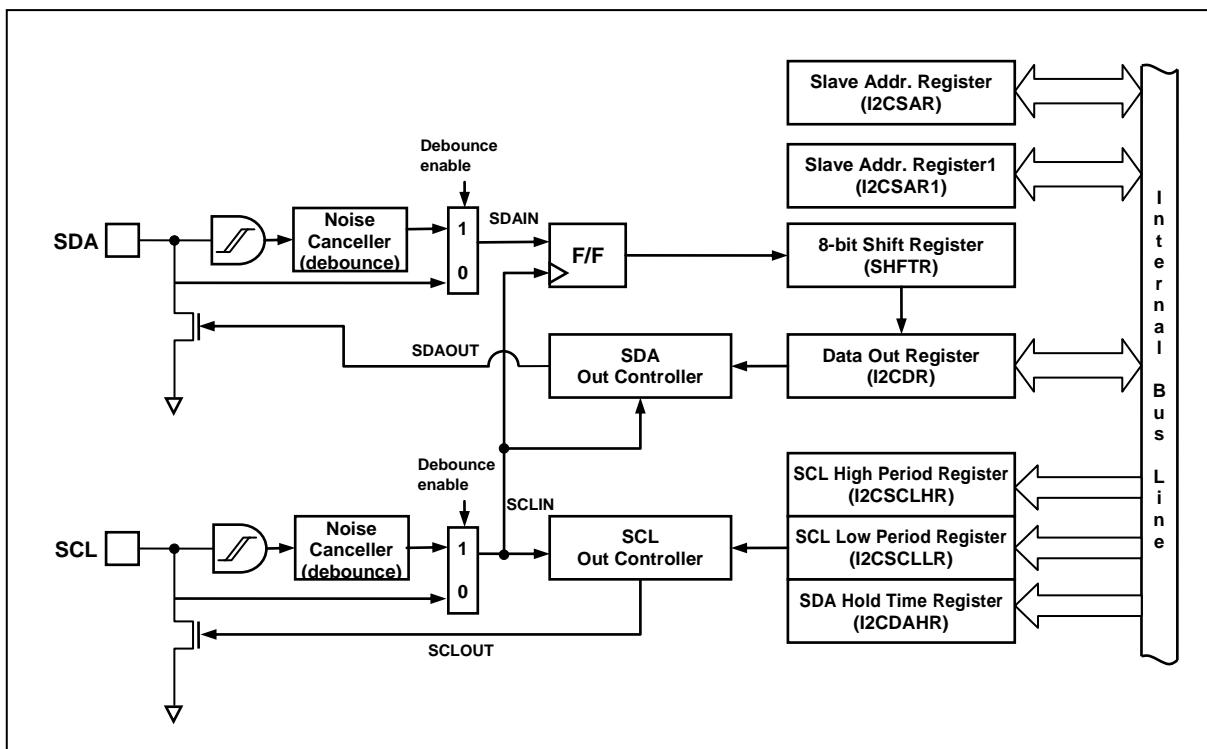 Slave Addr. Register
(I2CSAR)
Debounce
enable
Slave Addr. Register1
(I2CSAR1)
SDA
Noise
Canceller
(debounce)
1
0
SDAIN
F/F
8-bit Shift Register
(SHFTR)
SDAOUT
SDA
Out Controller
Data Out Register
(I2CDR)
Internal Bus Line
Debounce
enable
SCL High Period Register
(I2CSCLHR)
SCL
Noise
Canceller
(debounce)
1
0
SCLIN
SCL
Out Controller
SCL Low Period Register
(I2CSCLLR)
SDA Hold Time Register
(I2CDAHR)
SCLOUT